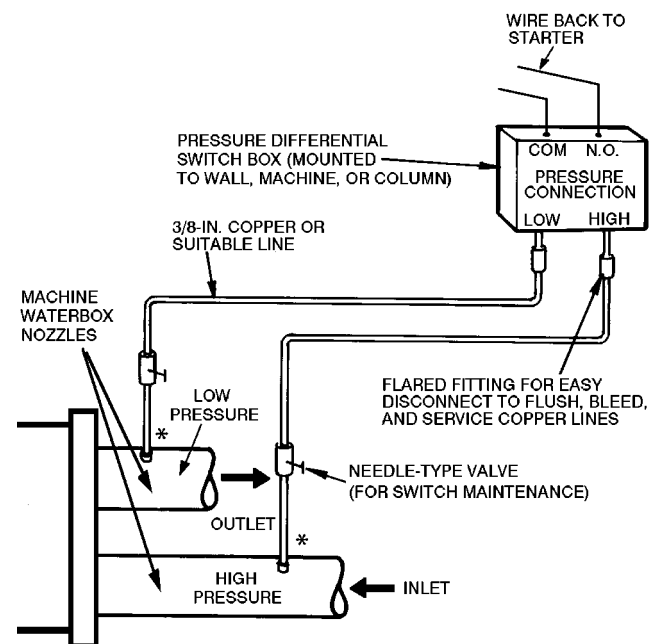 WIRE BACK TO
STARTER
PRESSURE DIFFERENTIAL
SWITCH BOX (MOUNTED
TO WALL, MACHINE, OR COLUMN)
COM N.O.
PRESSURE
CONNECTION
LOW HIGH
3/8-IN. COPPER OR
SUITABLE LINE
MACHINE
WATERBOX
NOZZLES
LOW
PRESSURE
*
FLARED FITTING FOR EASY
DISCONNECT TO FLUSH, BLEED,
AND SERVICE COPPER LINES
NEEDLE-TYPE VALVE
(FOR SWITCH MAINTENANCE)
OUTLET
*
HIGH
PRESSURE
INLET